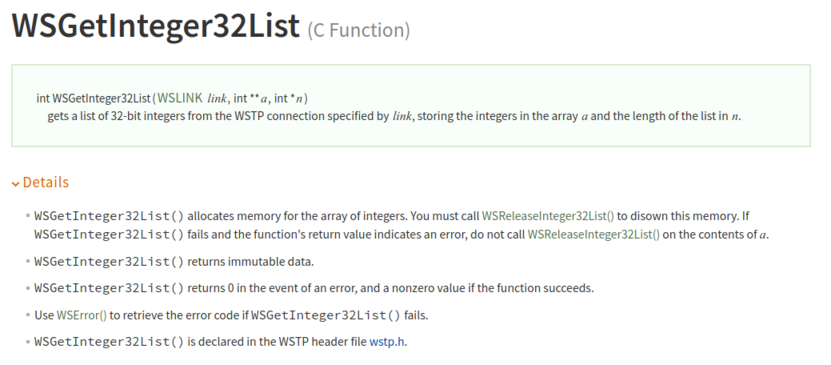 WSGetInteger32List (C Function)
int WSGetInteger32List(WSLINK link, int **a, int *n)
gets a list of 32-bit integers from the WSTP connection specified by link, storing the integers in the array a and the length of the list in n.
Details
▪ WSGetInteger32List() allocates memory for the array of integers. You must call WSReleaseInteger32List() to disown this memory. If
WSGetInteger32List() fails and the function's return value indicates an error, do not call WSReleaseInteger32List() on the contents of a.
▪ WSGetInteger32List() returns immutable data.
▪ WSGetInteger32List() returns 0 in the event of an error, and a nonzero value if the function succeeds.
▪ Use WSError() to retrieve the error code if WSGetInteger32List() fails.
▪ WSGetInteger32List() is declared in the WSTP header file wstp.h.